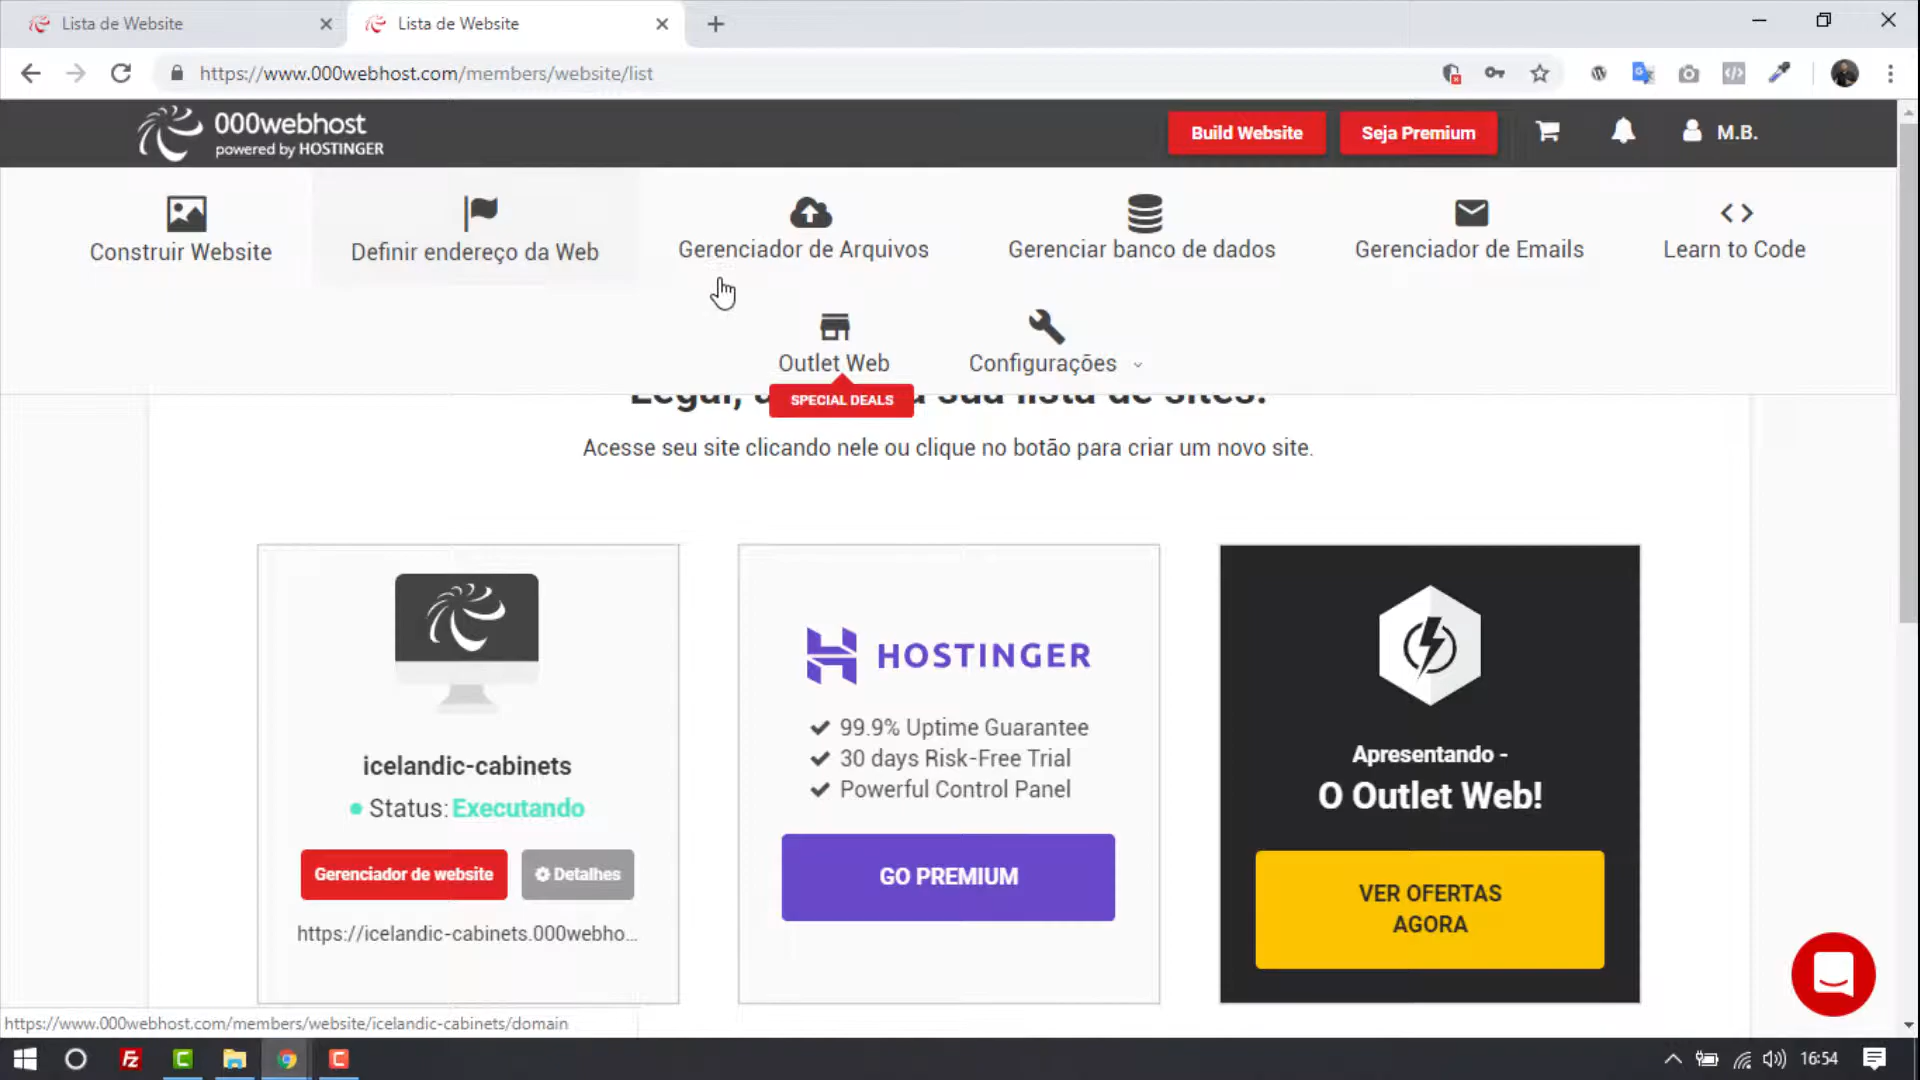 Lista de Website
Lista de Website
https://www.000webhost.com/members/website/list
000webhost
powered by HOSTINGER
Build Website
Seja Premium
M.B.
Construir Website
Definir endereço da Web
Gerenciador de Arquivos
Gerenciar banco de dados
Gerenciador de Emails
Learn to Code
Outlet Web
Configurações
SPECIAL DEALS
Legal, a sua lista de sites.
Acesse seu site clicando nele ou clique no botão para criar um novo site.
icelandic-cabinets
Status: Executando
Gerenciador de website
Detalhes
https://icelandic-cabinets.000webho...
HOSTINGER
99.9% Uptime Guarantee
30 days Risk-Free Trial
Powerful Control Panel
GO PREMIUM
Apresentando -
O Outlet Web!
VER OFERTAS
AGORA
https://www.000webhost.com/members/website/icelandic-cabinets/domain
16:54